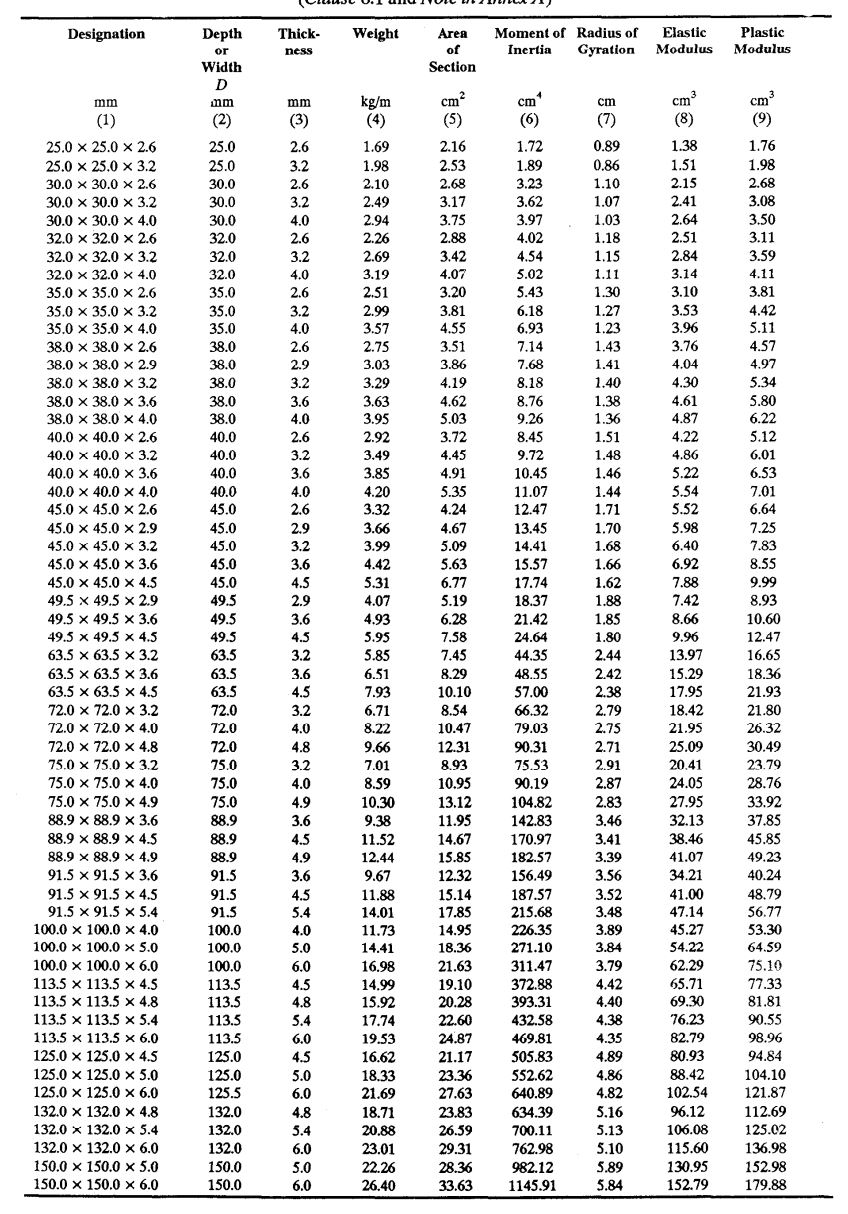 (Clause 6.1 and Note in Annex A)
Designation Depth Thick- Weight Area Moment of Radius of Elastic Plastic
or ness of Inertia Gyration Modulus Modulus
Width Section
D
mm mm mm kg/m cm² cm⁴ cm cm³ cm³
(1) (2) (3) (4) (5) (6) (7) (8) (9)
25.0 × 25.0 × 2.6 25.0 2.6 1.69 2.16 1.72 0.89 1.38 1.76
25.0 × 25.0 × 3.2 25.0 3.2 1.98 2.53 1.89 0.86 1.51 1.98
30.0 × 30.0 × 2.6 30.0 2.6 2.10 2.68 3.23 1.10 2.15 2.68
30.0 × 30.0 × 3.2 30.0 3.2 2.49 3.17 3.62 1.07 2.41 3.08
30.0 × 30.0 × 4.0 30.0 4.0 2.94 3.75 3.97 1.03 2.64 3.50
32.0 × 32.0 × 2.6 32.0 2.6 2.26 2.88 4.02 1.18 2.51 3.11
32.0 × 32.0 × 3.2 32.0 3.2 2.69 3.42 4.54 1.15 2.84 3.59
32.0 × 32.0 × 4.0 32.0 4.0 3.19 4.07 5.02 1.11 3.14 4.11
35.0 × 35.0 × 2.6 35.0 2.6 2.51 3.20 5.43 1.30 3.10 3.81
35.0 × 35.0 × 3.2 35.0 3.2 2.99 3.81 6.18 1.27 3.53 4.42
35.0 × 35.0 × 4.0 35.0 4.0 3.57 4.55 6.93 1.23 3.96 5.11
38.0 × 38.0 × 2.6 38.0 2.6 2.75 3.51 7.14 1.43 3.76 4.57
38.0 × 38.0 × 2.9 38.0 2.9 3.03 3.86 7.68 1.41 4.04 4.97
38.0 × 38.0 × 3.2 38.0 3.2 3.29 4.19 8.18 1.40 4.30 5.34
38.0 × 38.0 × 3.6 38.0 3.6 3.63 4.62 8.76 1.38 4.61 5.80
38.0 × 38.0 × 4.0 38.0 4.0 3.95 5.03 9.26 1.36 4.87 6.22
40.0 × 40.0 × 2.6 40.0 2.6 2.92 3.72 8.45 1.51 4.22 5.12
40.0 × 40.0 × 3.2 40.0 3.2 3.49 4.45 9.72 1.48 4.86 6.01
40.0 × 40.0 × 3.6 40.0 3.6 3.85 4.91 10.45 1.46 5.22 6.53
40.0 × 40.0 × 4.0 40.0 4.0 4.20 5.35 11.07 1.44 5.54 7.01
45.0 × 45.0 × 2.6 45.0 2.6 3.32 4.24 12.47 1.71 5.52 6.64
45.0 × 45.0 × 2.9 45.0 2.9 3.66 4.67 13.45 1.70 5.98 7.25
45.0 × 45.0 × 3.2 45.0 3.2 3.99 5.09 14.41 1.68 6.40 7.83
45.0 × 45.0 × 3.6 45.0 3.6 4.42 5.63 15.57 1.66 6.92 8.55
45.0 × 45.0 × 4.5 45.0 4.5 5.31 6.77 17.74 1.62 7.88 9.99
49.5 × 49.5 × 2.9 49.5 2.9 4.07 5.19 18.37 1.88 7.42 8.93
49.5 × 49.5 × 3.6 49.5 3.6 4.93 6.28 21.42 1.85 8.66 10.60
49.5 × 49.5 × 4.5 49.5 4.5 5.95 7.58 24.64 1.80 9.96 12.47
63.5 × 63.5 × 3.2 63.5 3.2 5.85 7.45 44.35 2.44 13.97 16.65
63.5 × 63.5 × 3.6 63.5 3.6 6.51 8.29 48.55 2.42 15.29 18.36
63.5 × 63.5 × 4.5 63.5 4.5 7.93 10.10 57.00 2.38 17.95 21.93
72.0 × 72.0 × 3.2 72.0 3.2 6.71 8.54 66.32 2.79 18.42 21.80
72.0 × 72.0 × 4.0 72.0 4.0 8.22 10.47 79.03 2.75 21.95 26.32
72.0 × 72.0 × 4.8 72.0 4.8 9.66 12.31 90.31 2.71 25.09 30.49
75.0 × 75.0 × 3.2 75.0 3.2 7.01 8.93 75.53 2.91 20.41 23.79
75.0 × 75.0 × 4.0 75.0 4.0 8.59 10.95 90.19 2.87 24.05 28.76
75.0 × 75.0 × 4.9 75.0 4.9 10.30 13.12 104.82 2.83 27.95 33.92
88.9 × 88.9 × 3.6 88.9 3.6 9.38 11.95 142.83 3.46 32.13 37.85
88.9 × 88.9 × 4.5 88.9 4.5 11.52 14.67 170.97 3.41 38.46 45.85
88.9 × 88.9 × 4.9 88.9 4.9 12.44 15.85 182.57 3.39 41.07 49.23
91.5 × 91.5 × 3.6 91.5 3.6 9.67 12.32 156.49 3.56 34.21 40.24
91.5 × 91.5 × 4.5 91.5 4.5 11.88 15.14 187.57 3.52 41.00 48.79
91.5 × 91.5 × 5.4 91.5 5.4 14.01 17.85 215.68 3.48 47.14 56.77
100.0 × 100.0 × 4.0 100.0 4.0 11.73 14.95 226.35 3.89 45.27 53.30
100.0 × 100.0 × 5.0 100.0 5.0 14.41 18.36 271.10 3.84 54.22 64.59
100.0 × 100.0 × 6.0 100.0 6.0 16.98 21.63 311.47 3.79 62.29 75.10
113.5 × 113.5 × 4.5 113.5 4.5 14.99 19.10 372.88 4.42 65.71 77.33
113.5 × 113.5 × 4.8 113.5 4.8 15.92 20.28 393.31 4.40 69.30 81.81
113.5 × 113.5 × 5.4 113.5 5.4 17.74 22.60 432.58 4.38 76.23 90.55
113.5 × 113.5 × 6.0 113.5 6.0 19.53 24.87 469.81 4.35 82.79 98.96
125.0 × 125.0 × 4.5 125.0 4.5 16.62 21.17 505.83 4.89 80.93 94.84
125.0 × 125.0 × 5.0 125.0 5.0 18.33 23.36 552.62 4.86 88.42 104.10
125.0 × 125.0 × 6.0 125.5 6.0 21.69 27.63 640.89 4.82 102.54 121.87
132.0 × 132.0 × 4.8 132.0 4.8 18.71 23.83 634.39 5.16 96.12 112.69
132.0 × 132.0 × 5.4 132.0 5.4 20.88 26.59 700.11 5.13 106.08 125.02
132.0 × 132.0 × 6.0 132.0 6.0 23.01 29.31 762.98 5.10 115.60 136.98
150.0 × 150.0 × 5.0 150.0 5.0 22.26 28.36 982.12 5.89 130.95 152.98
150.0 × 150.0 × 6.0 150.0 6.0 26.40 33.63 1145.91 5.84 152.79 179.88